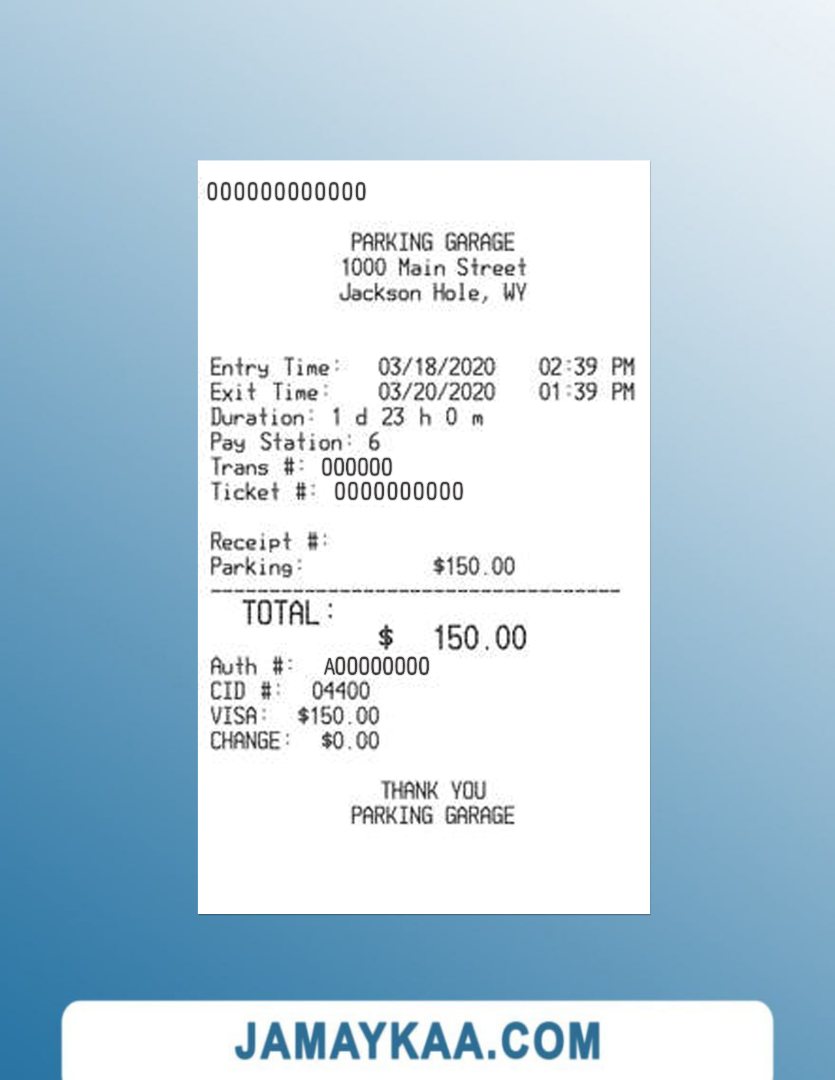 000000000000
PARKING GARAGE
1000 Main Street
Jackson Hole, WY
Entry Time: 03/18/2020 02:39 PM
Exit Time: 03/20/2020 01:39 PM
Duration: 1 d 23 h 0 m
Pay Station: 6
Trans #: 000000
Ticket #: 0000000000
Receipt #:
Parking: $150.00
TOTAL:
$ 150.00
Auth #: A00000000
CID #: 04400
VISA: $150.00
CHANGE: $0.00
THANK YOU
PARKING GARAGE
JAMAYKAA.COM